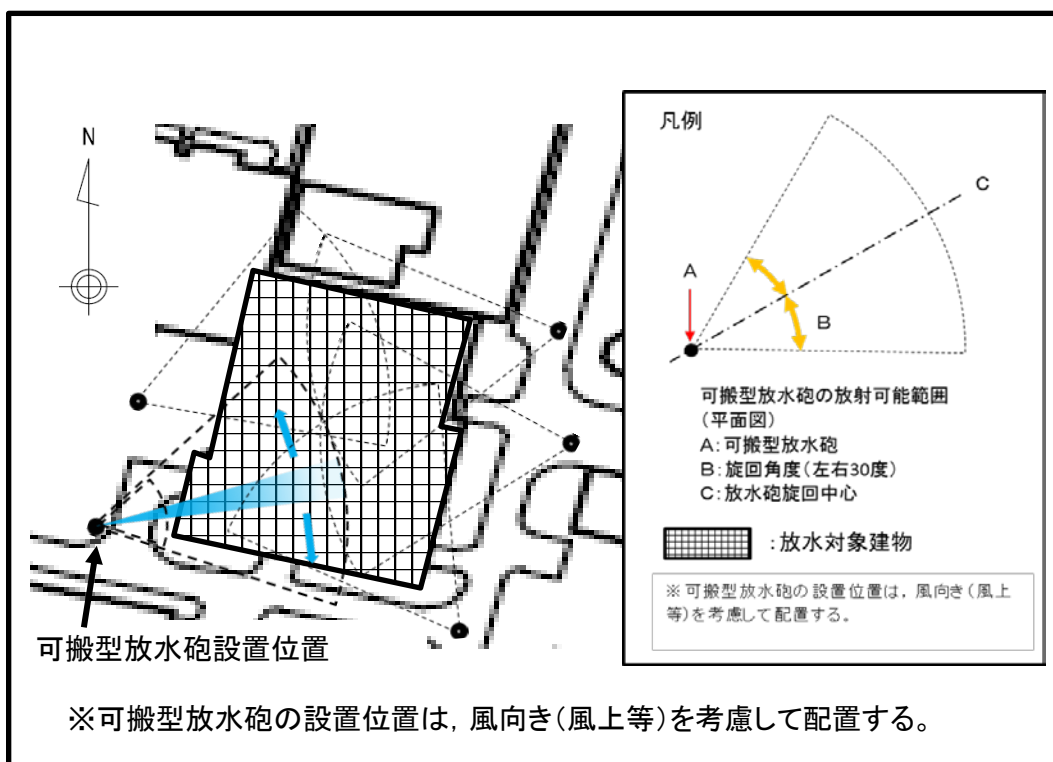 N
可搬型放水砲設置位置
凡例
A
B
C
可搬型放水砲の放射可能範囲
(平面図)
A:可搬型放水砲
B:旋回角度(左右30度)
C:放水砲旋回中心
:放水対象建物
※可搬型放水砲の設置位置は,風向き(風上
等)を考慮して配置する。
※可搬型放水砲の設置位置は,風向き(風上等)を考慮して配置する。